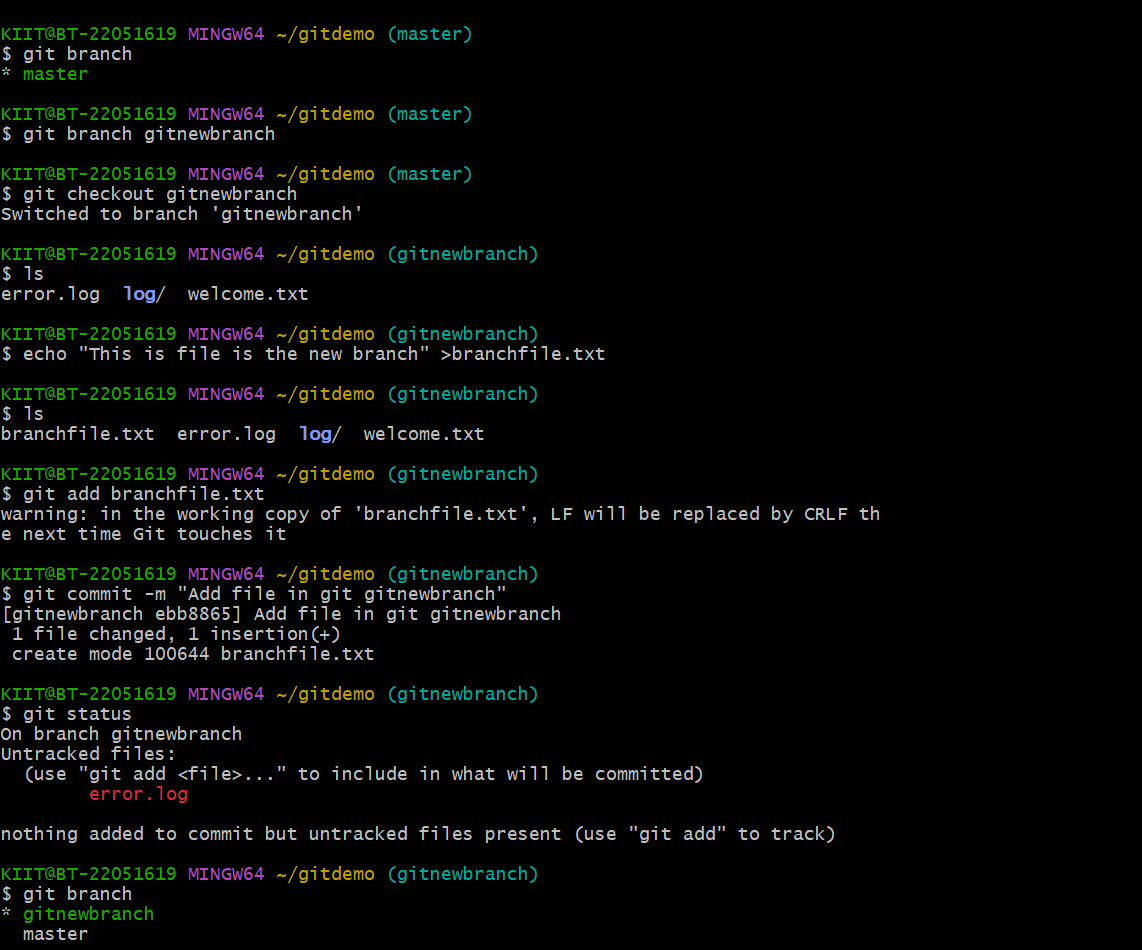 KIIT@BT-22051619 MINGW64 ~/gitdemo (master)
$ git branch
* master

KIIT@BT-22051619 MINGW64 ~/gitdemo (master)
$ git branch gitnewbranch

KIIT@BT-22051619 MINGW64 ~/gitdemo (master)
$ git checkout gitnewbranch
Switched to branch 'gitnewbranch'

KIIT@BT-22051619 MINGW64 ~/gitdemo (gitnewbranch)
$ ls
error.log  log/  welcome.txt

KIIT@BT-22051619 MINGW64 ~/gitdemo (gitnewbranch)
$ echo "This is file is the new branch" >branchfile.txt

KIIT@BT-22051619 MINGW64 ~/gitdemo (gitnewbranch)
$ ls
branchfile.txt  error.log  log/  welcome.txt

KIIT@BT-22051619 MINGW64 ~/gitdemo (gitnewbranch)
$ git add branchfile.txt
warning: in the working copy of 'branchfile.txt', LF will be replaced by CRLF th
e next time Git touches it

KIIT@BT-22051619 MINGW64 ~/gitdemo (gitnewbranch)
$ git commit -m "Add file in git gitnewbranch"
[gitnewbranch ebb8865] Add file in git gitnewbranch
 1 file changed, 1 insertion(+)
 create mode 100644 branchfile.txt

KIIT@BT-22051619 MINGW64 ~/gitdemo (gitnewbranch)
$ git status
On branch gitnewbranch
Untracked files:
  (use "git add <file>..." to include in what will be committed)
        error.log

nothing added to commit but untracked files present (use "git add" to track)

KIIT@BT-22051619 MINGW64 ~/gitdemo (gitnewbranch)
$ git branch
* gitnewbranch
  master